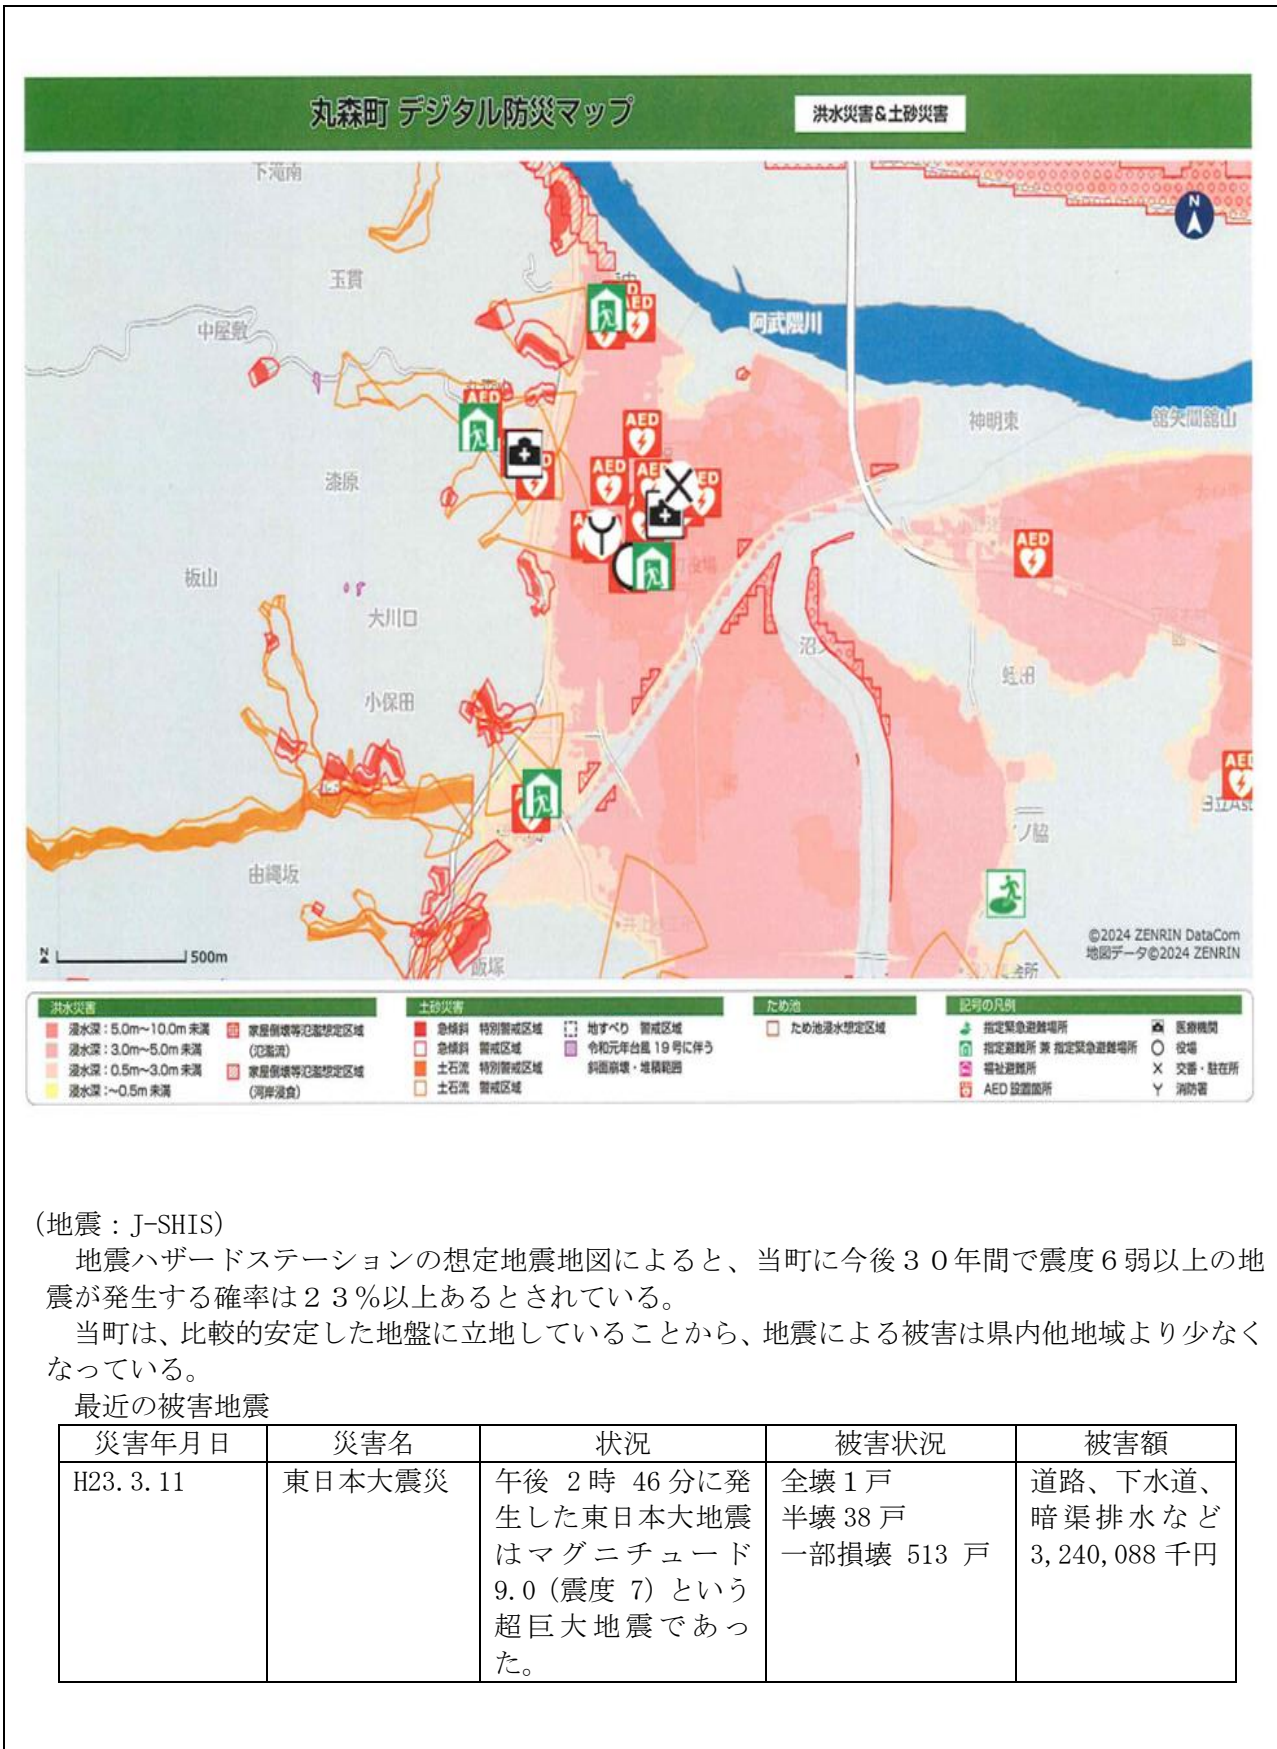 丸森町 デジタル防災マップ
洪水災害&土砂災害
下滝南
玉貫
中屋敷
阿武隈川
神明東
舘矢間舘山
漆原
板山
大川口
小保田
蛭田
ノ脇
由縄坂
飯塚
N
AED
AED
AED
AED
AED
AED
©2024 ZENRIN DataCom
地図データ©2024 ZENRIN
N
500m
洪水災害
浸水深:5.0m～10.0m 未満
浸水深:3.0m～5.0m 未満
浸水深:0.5m～3.0m 未満
浸水深:～0.5m 未満
家屋倒壊等氾濫想定区域
(氾濫流)
家屋倒壊等氾濫想定区域
(河岸浸食)
土砂災害
急傾斜 特別警戒区域
急傾斜 警戒区域
土石流 特別警戒区域
土石流 警戒区域
地すべり 警戒区域
令和元年台風 19 号に伴う
斜面崩壊・堆積範囲
ため池
ため池浸水想定区域
記号の凡例
指定緊急避難場所
指定避難所 兼 指定緊急避難場所
福祉避難所
AED 設置箇所
医療機関
役場
交番・駐在所
消防署
(地震:J-SHIS)
地震ハザードステーションの想定地震地図によると、当町に今後３０年間で震度６弱以上の地
震が発生する確率は２３%以上あるとされている。
当町は、比較的安定した地盤に立地していることから、地震による被害は県内他地域より少なく
なっている。
最近の被害地震
災害年月日 災害名 状況 被害状況 被害額
H23.3.11
東日本大震災
午後 2 時 46 分に発
生した東日本大地震
はマグニチュード
9.0(震度 7)という
超巨大地震であっ
た。
全壊１戸
半壊 38 戸
一部損壊 513 戸
道路、下水道、
暗渠排水など
3,240,088 千円